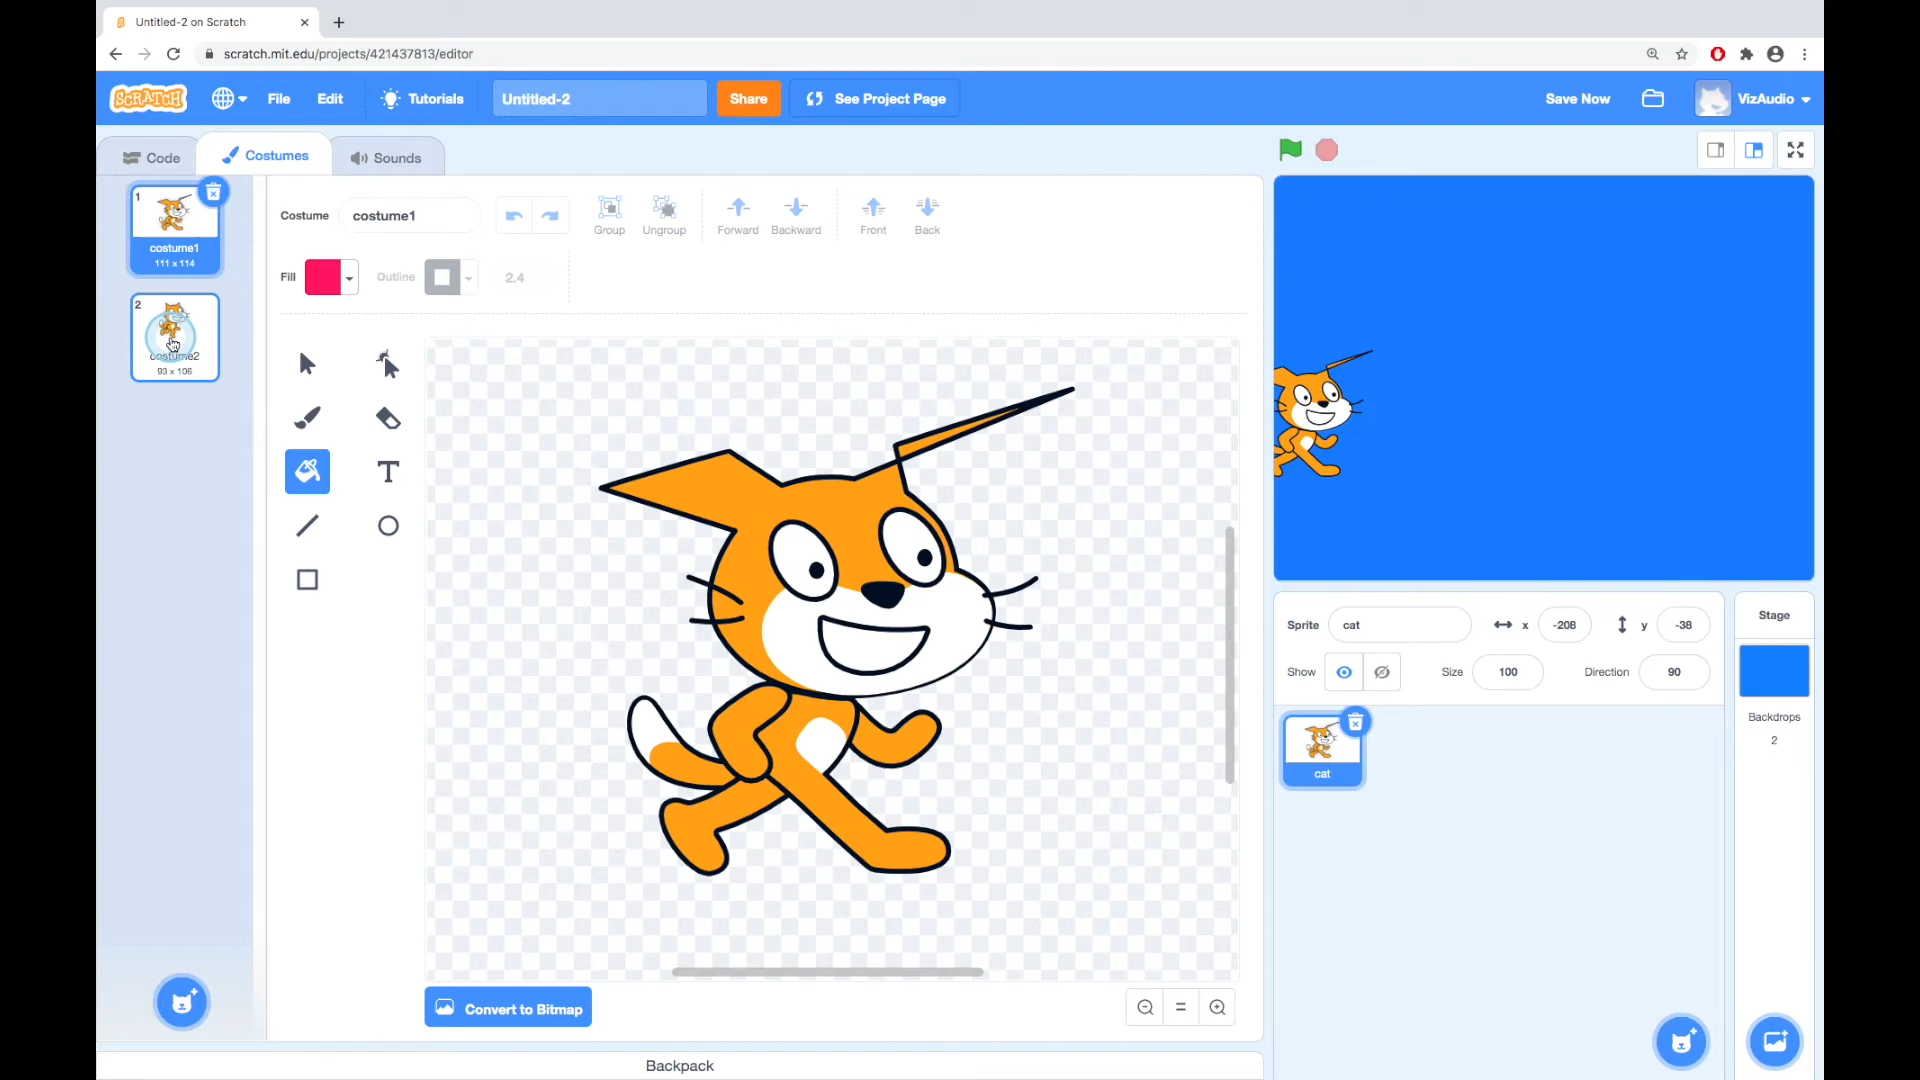 Untitled-2 on Scratch
scratch.mit.edu/projects/421437813/editor
SCRATCH
File
Edit
Tutorials
Untitled-2
Share
See Project Page
Save Now
VizAudio
Code
Costumes
Sounds
1
costume1
111 x 114
2
costume2
93 x 106
Costume
costume1
Group
Ungroup
Forward
Backward
Front
Back
Fill
Outline
2.4
T
Convert to Bitmap
Backpack
Sprite
cat
x
-208
y
-38
Show
Size
100
Direction
90
cat
Stage
Backdrops
2